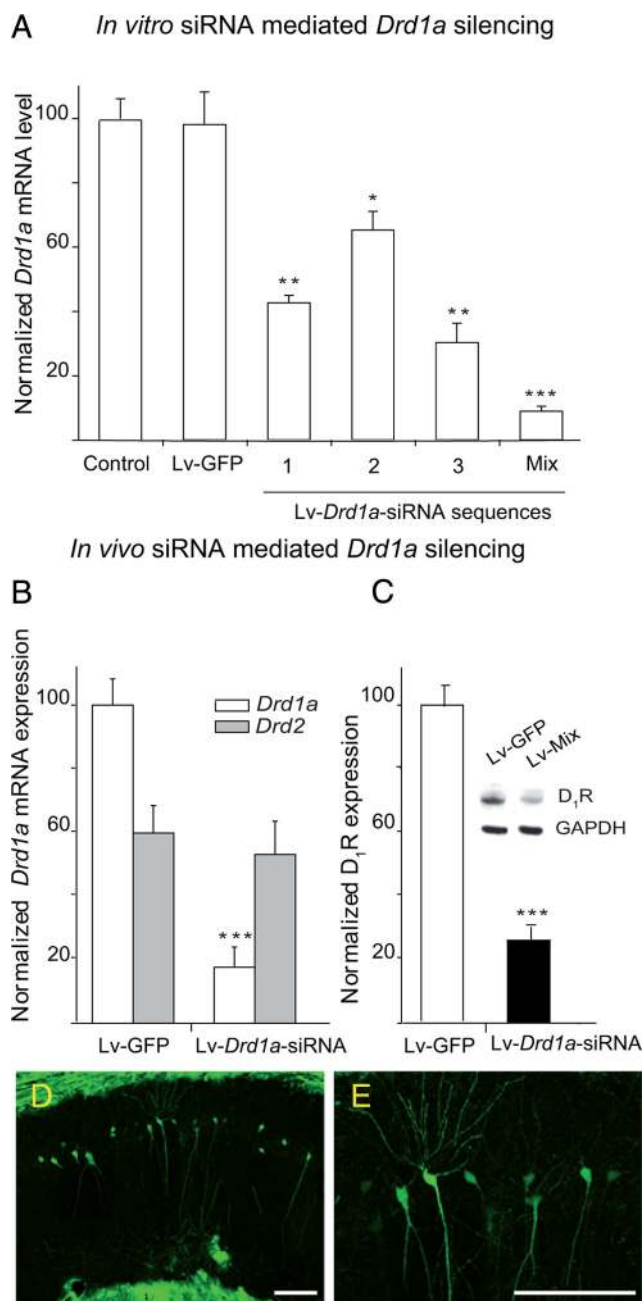 A
In vitro siRNA mediated Drd1a silencing
Normalized Drd1a mRNA level
100
60
20
**
*
**
***
Control
Lv-GFP
1
2
3
Mix
Lv-Drd1a-siRNA sequences
In vivo siRNA mediated Drd1a silencing
B
Normalized Drd1a mRNA expression
100
60
20
Drd1a
Drd2
***
Lv-GFP
Lv-Drd1a-siRNA
C
Normalized D₁R expression
100
60
20
Lv-GFP
Lv-Mix
D₁R
GAPDH
***
Lv-GFP
Lv-Drd1a-siRNA
D
E